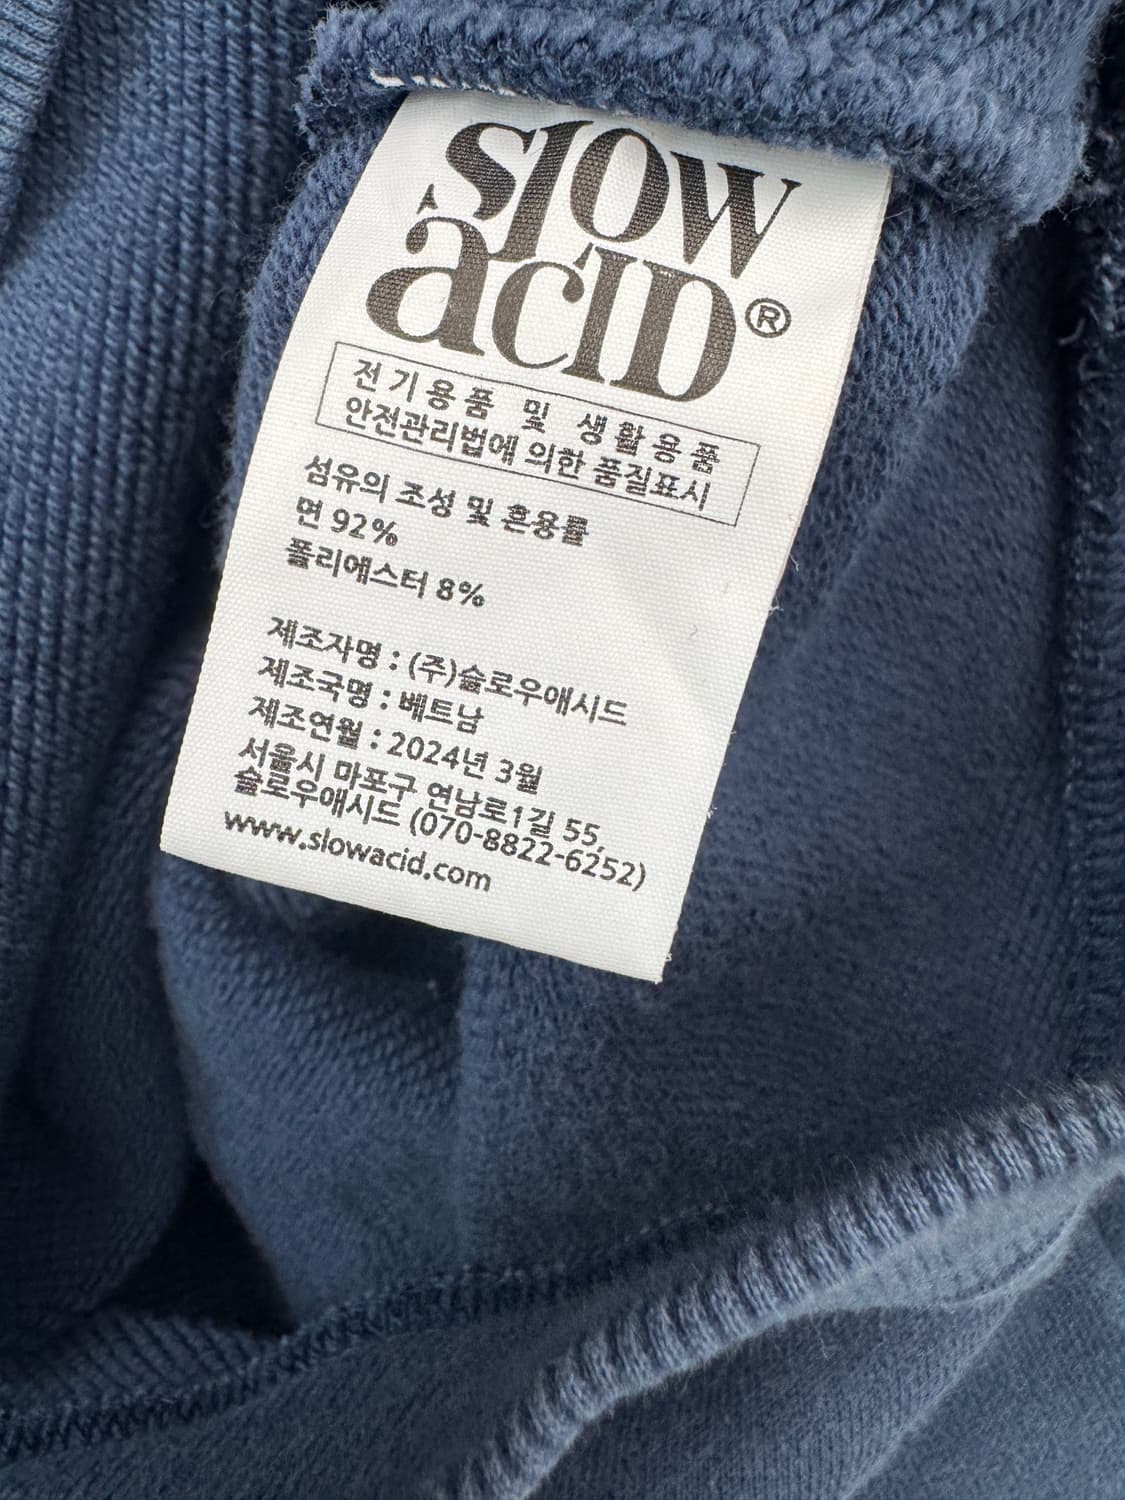 slow
acID®
전기용품 및 생활용품
안전관리법에 의한 품질표시
섬유의 조성 및 혼용률
면 92%
폴리에스터 8%
제조자명 : (주)슬로우애시드
제조국명 : 베트남
제조연월 : 2024년 3월
서울시 마포구 연남로1길 55,
슬로우애시드 (070-8822-6252)
www.slowacid.com